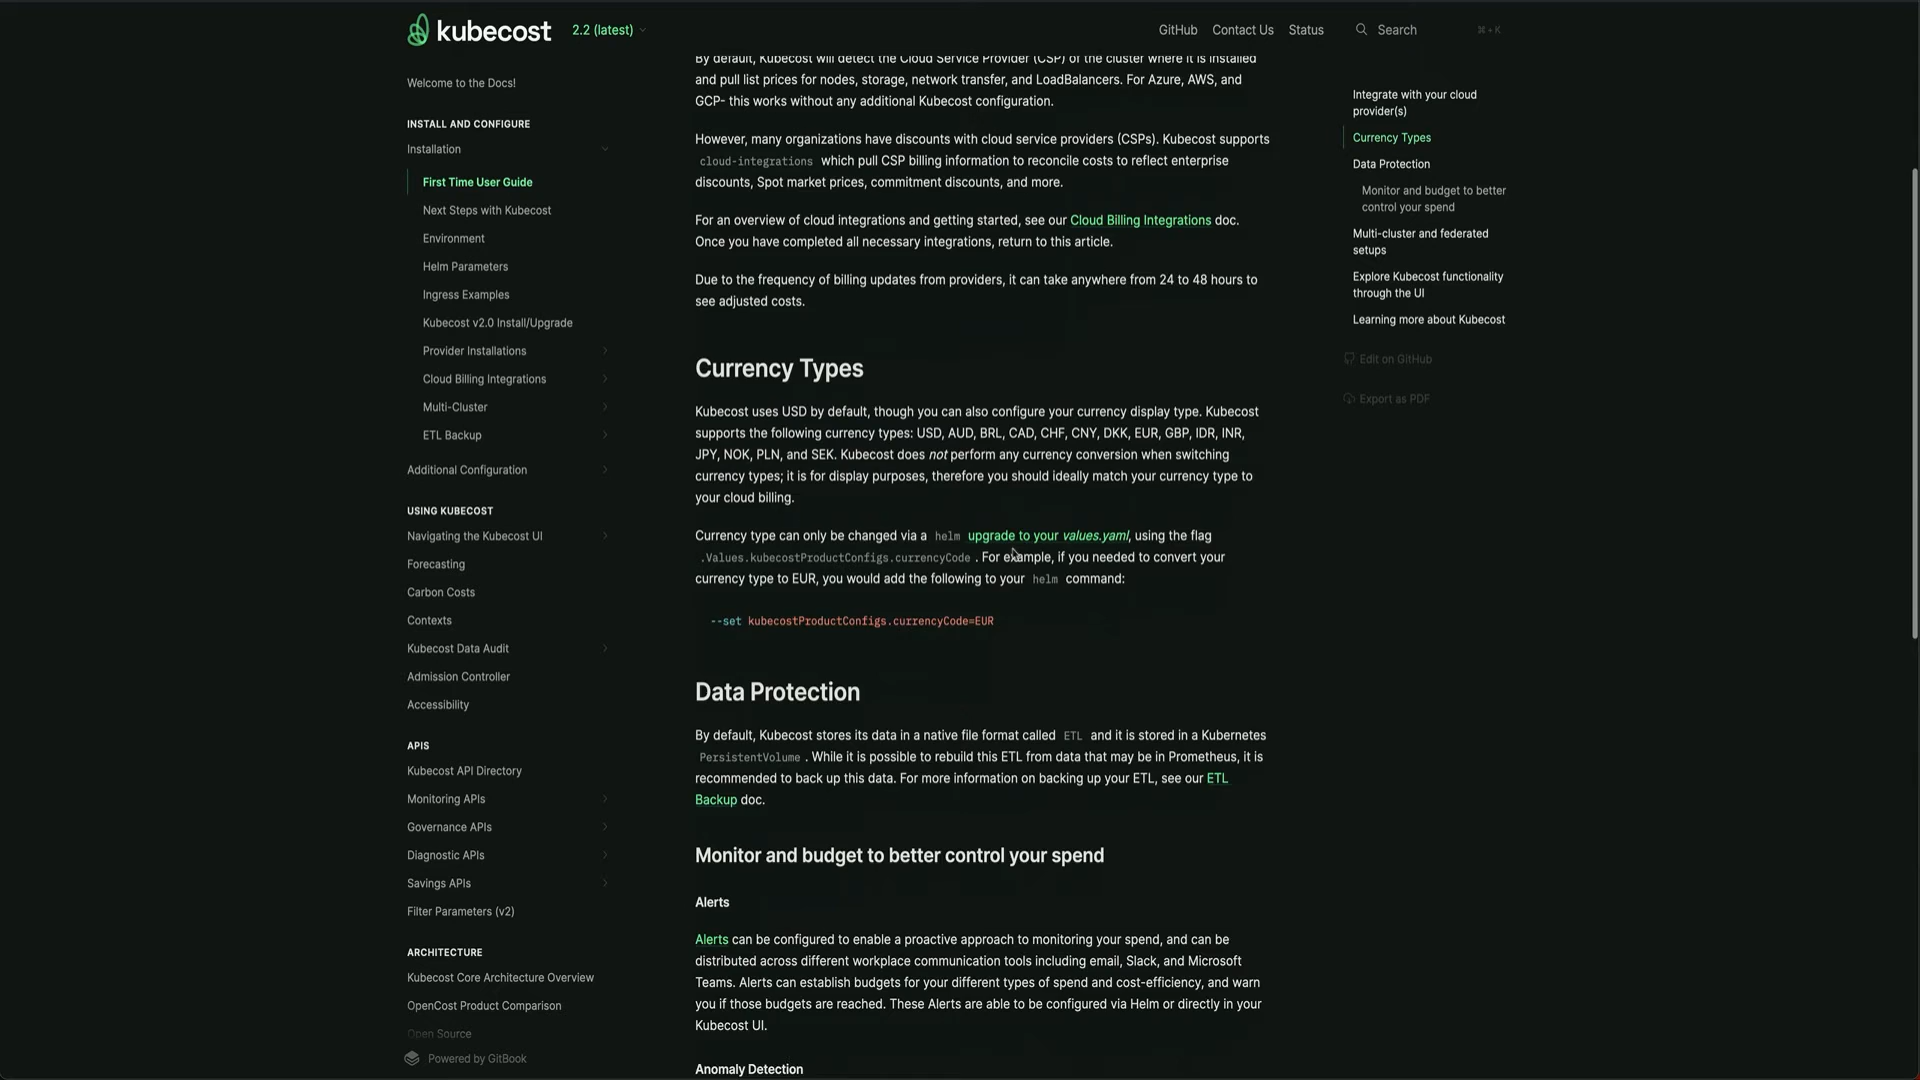 kubecost
2.2 (latest)
GitHub
Contact Us
Status
Search
⌘ + K
Welcome to the Docs!
INSTALL AND CONFIGURE
Installation
First Time User Guide
Next Steps with Kubecost
Environment
Helm Parameters
Ingress Examples
Kubecost v2.0 Install/Upgrade
Provider Installations
Cloud Billing Integrations
Multi-Cluster
ETL Backup
Additional Configuration
USING KUBECOST
Navigating the Kubecost UI
Forecasting
Carbon Costs
Contexts
Kubecost Data Audit
Admission Controller
Accessibility
APIS
Kubecost API Directory
Monitoring APIs
Governance APIs
Diagnostic APIs
Savings APIs
Filter Parameters (v2)
ARCHITECTURE
Kubecost Core Architecture Overview
OpenCost Product Comparison
Open Source
Powered by GitBook
By default, Kubecost will detect the Cloud Service Provider (CSP) of the cluster where it is installed
and pull list prices for nodes, storage, network transfer, and LoadBalancers. For Azure, AWS, and
GCP- this works without any additional Kubecost configuration.
However, many organizations have discounts with cloud service providers (CSPs). Kubecost supports
cloud-integrations which pull CSP billing information to reconcile costs to reflect enterprise
discounts, Spot market prices, commitment discounts, and more.
For an overview of cloud integrations and getting started, see our Cloud Billing Integrations doc.
Once you have completed all necessary integrations, return to this article.
Due to the frequency of billing updates from providers, it can take anywhere from 24 to 48 hours to
see adjusted costs.
Currency Types
Kubecost uses USD by default, though you can also configure your currency display type. Kubecost
supports the following currency types: USD, AUD, BRL, CAD, CHF, CNY, DKK, EUR, GBP, IDR, INR,
JPY, NOK, PLN, and SEK. Kubecost does not perform any currency conversion when switching
currency types; it is for display purposes, therefore you should ideally match your currency type to
your cloud billing.
Currency type can only be changed via a helm upgrade to your values.yaml, using the flag
.Values.kubecostProductConfigs.currencyCode . For example, if you needed to convert your
currency type to EUR, you would add the following to your helm command:
--set kubecostProductConfigs.currencyCode=EUR
Data Protection
By default, Kubecost stores its data in a native file format called ETL and it is stored in a Kubernetes
PersistentVolume . While it is possible to rebuild this ETL from data that may be in Prometheus, it is
recommended to back up this data. For more information on backing up your ETL, see our ETL
Backup doc.
Monitor and budget to better control your spend
Alerts
Alerts can be configured to enable a proactive approach to monitoring your spend, and can be
distributed across different workplace communication tools including email, Slack, and Microsoft
Teams. Alerts can establish budgets for your different types of spend and cost-efficiency, and warn
you if those budgets are reached. These Alerts are able to be configured via Helm or directly in your
Kubecost UI.
Anomaly Detection
Integrate with your cloud
provider(s)
Currency Types
Data Protection
Monitor and budget to better
control your spend
Multi-cluster and federated
setups
Explore Kubecost functionality
through the UI
Learning more about Kubecost
Edit on GitHub
Export as PDF